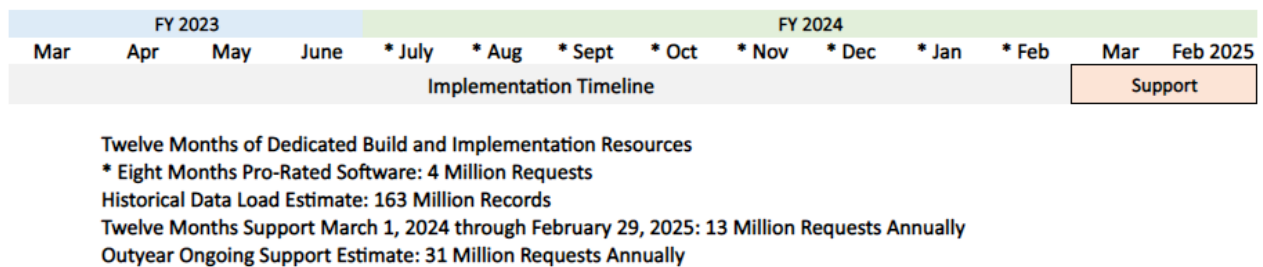 FY 2023 FY 2024
Mar Apr May June * July * Aug * Sept * Oct * Nov * Dec * Jan * Feb Mar Feb 2025
Implementation Timeline Support
Twelve Months of Dedicated Build and Implementation Resources
* Eight Months Pro-Rated Software: 4 Million Requests
Historical Data Load Estimate: 163 Million Records
Twelve Months Support March 1, 2024 through February 29, 2025: 13 Million Requests Annually
Outyear Ongoing Support Estimate: 31 Million Requests Annually